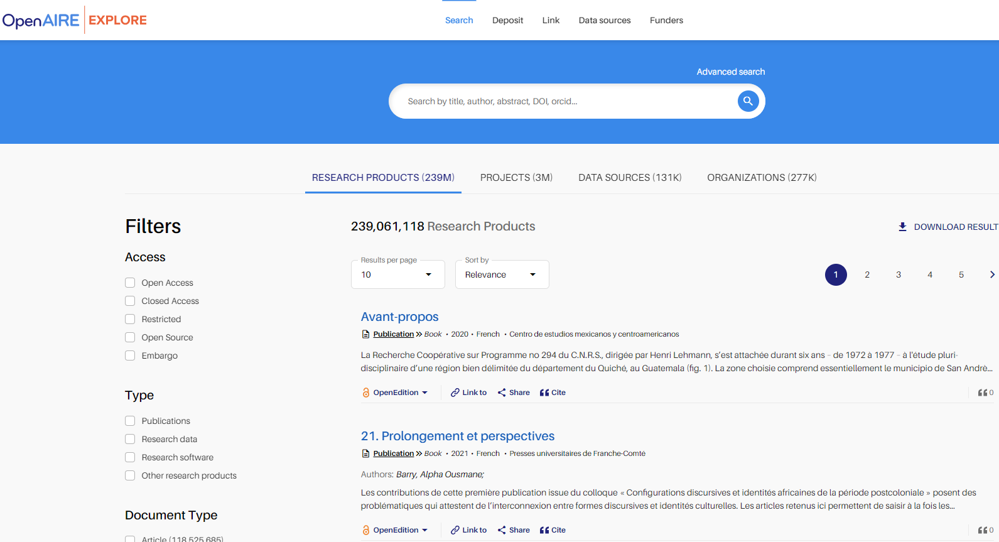 OpenAIRE | EXPLORE
Search Deposit Link Data sources Funders
Advanced search
Search by title, author, abstract, DOI, orcid...
RESEARCH PRODUCTS (239M) PROJECTS (3M) DATA SOURCES (131K) ORGANIZATIONS (277K)
Filters
Access
Open Access
Closed Access
Restricted
Open Source
Embargo
Type
Publications
Research data
Research software
Other research products
Document Type
Article (118,525,685)
239,061,118 Research Products
DOWNLOAD RESULT
Results per page
10
Sort by
Relevance
1 2 3 4 5
Avant-propos
Publication » Book • 2020 • French • Centro de estudios mexicanos y centroamericanos
La Recherche Coopérative sur Programme no 294 du C.N.R.S., dirigée par Henri Lehmann, s’est attachée durant six ans – de 1972 à 1977 – à l'étude pluri-
disciplinaire d’une région bien délimitée du département du Quiché, au Guatemala (fig. 1). La zone choisie comprend essentiellement le municipio de San Andrè...
OpenEdition Link to Share Cite 0
21. Prolongement et perspectives
Publication » Book • 2021 • French • Presses universitaires de Franche-Comté
Authors: Barry, Alpha Ousmane;
Les contributions de cette première publication issue du colloque « Configurations discursives et identités africaines de la période postcoloniale » posent des
problématiques qui attestent de l’interconnexion entre formes discursives et identités culturelles. Les articles retenus ici permettent de saisir à la fois les...
OpenEdition Link to Share Cite 0